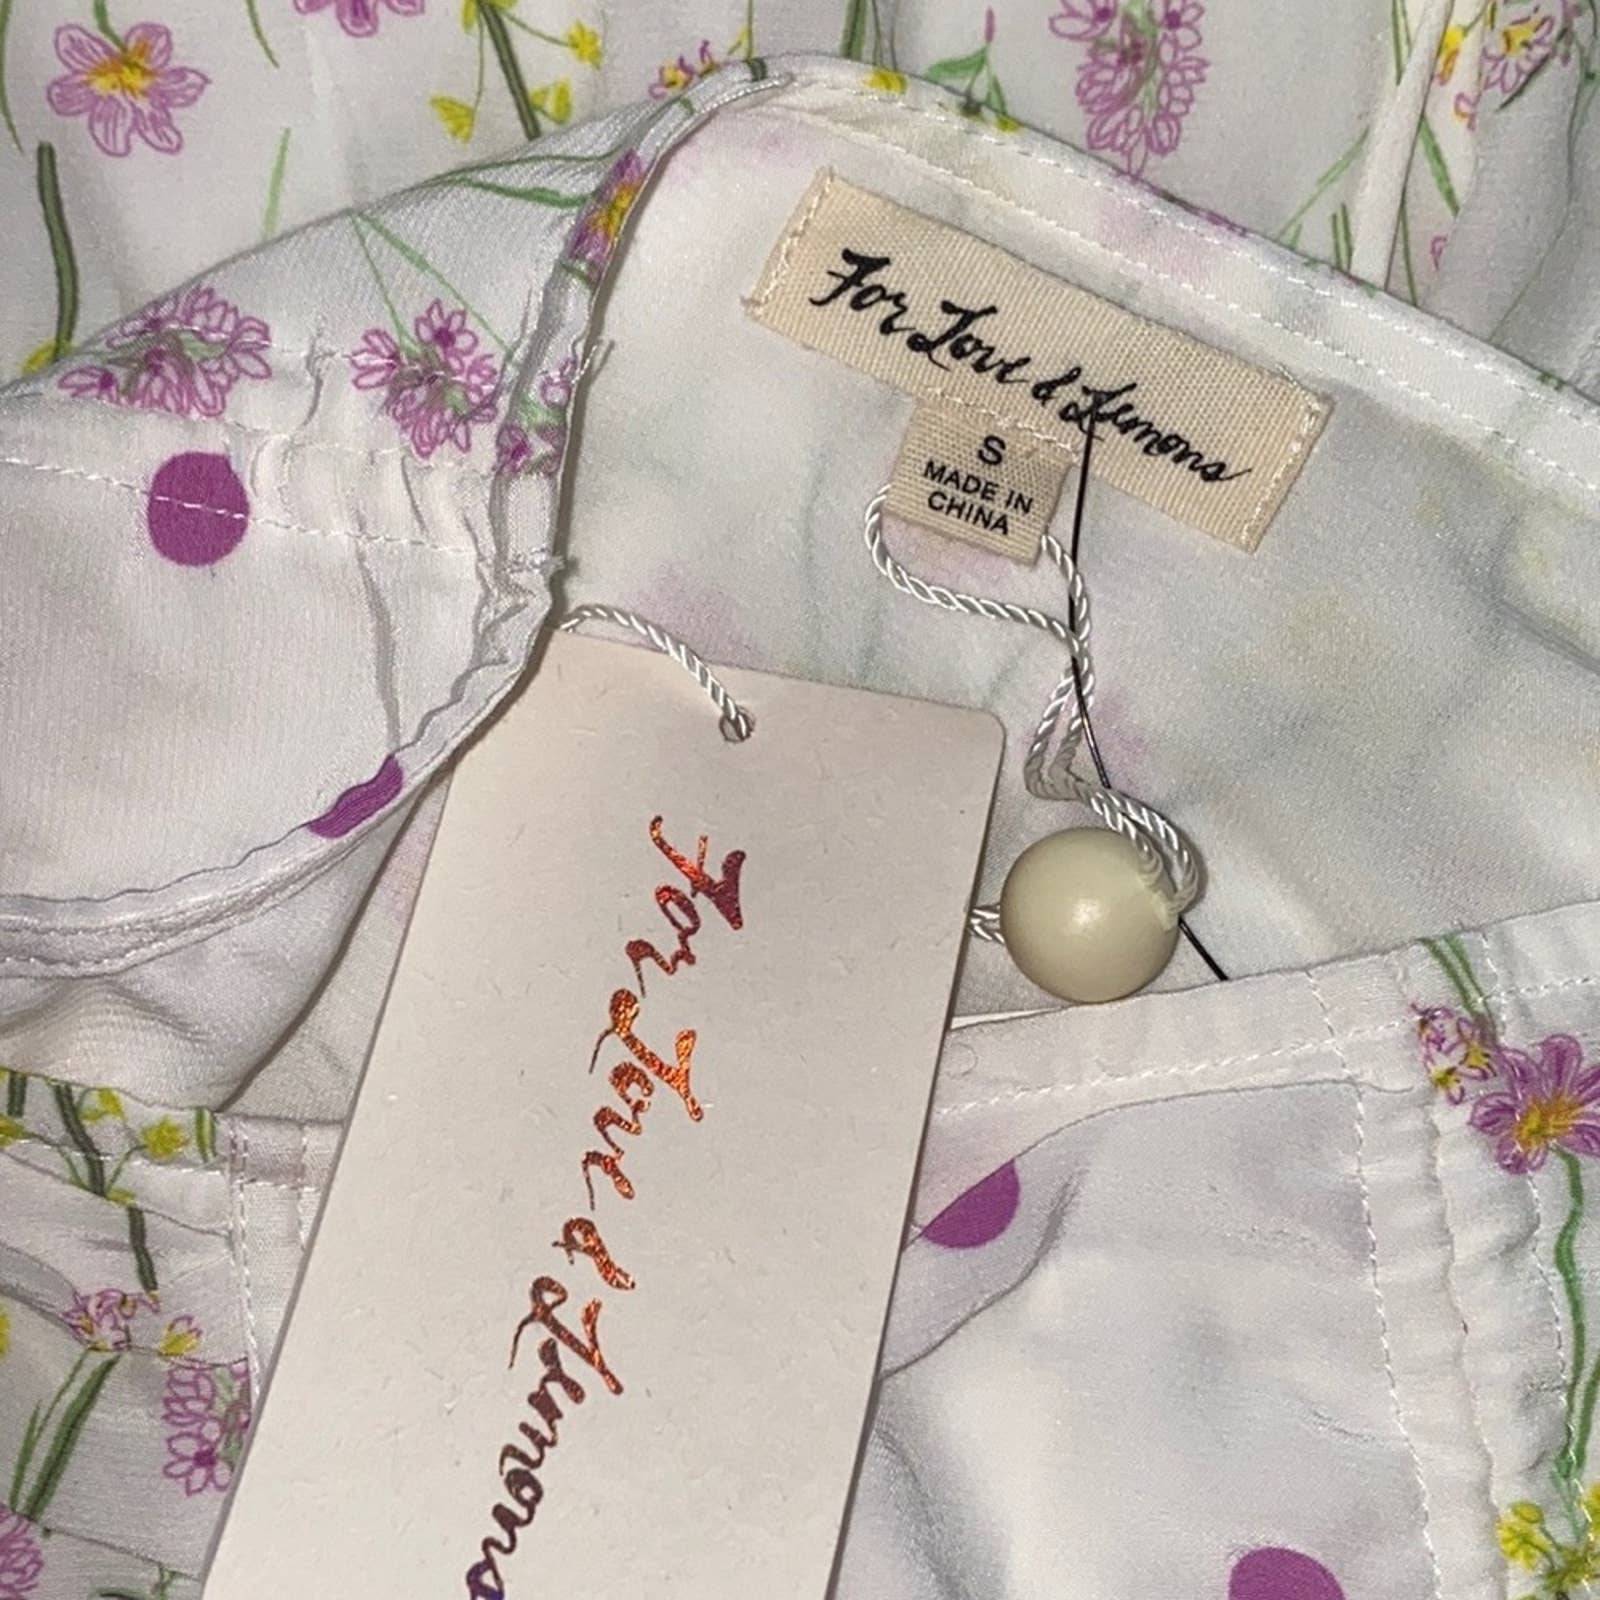 For Love & Lemons
S
MADE IN
CHINA
For Love & Lemons